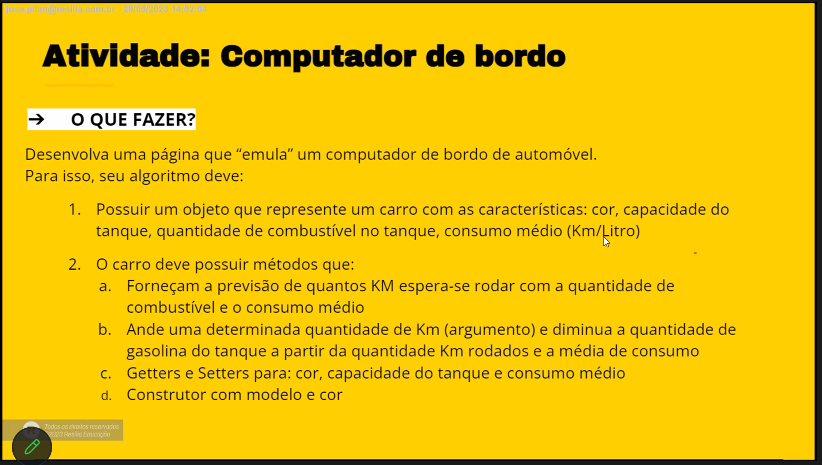 Atividade: Computador de bordo
➔ O QUE FAZER?
Desenvolva uma página que “emula” um computador de bordo de automóvel.
Para isso, seu algoritmo deve:
1. Possuir um objeto que represente um carro com as características: cor, capacidade do
tanque, quantidade de combustível no tanque, consumo médio (Km/Litro)
2. O carro deve possuir métodos que:
a. Forneçam a previsão de quantos KM espera-se rodar com a quantidade de
combustível e o consumo médio
b. Ande uma determinada quantidade de Km (argumento) e diminua a quantidade de
gasolina do tanque a partir da quantidade Km rodados e a média de consumo
c. Getters e Setters para: cor, capacidade do tanque e consumo médio
d. Construtor com modelo e cor
Todos os direitos reservados
2023 Resilia Educação